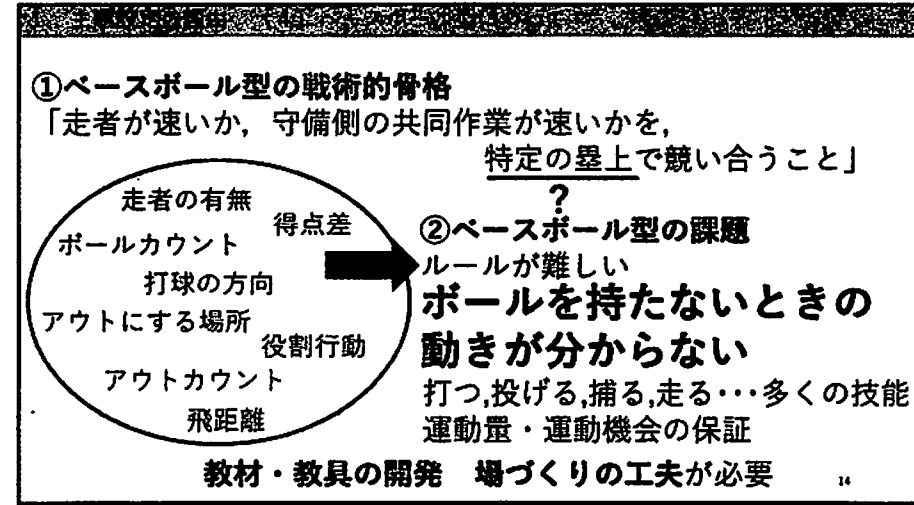 ①ベースボール型の戦術的骨格
「走者が速いか，守備側の共同作業が速いかを，
特定の塁上で競い合うこと」
?
走者の有無
得点差
ボールカウント
打球の方向
アウトにする場所
役割行動
アウトカウント
飛距離
②ベースボール型の課題
ルールが難しい
ボールを持たないときの
動きが分からない
打つ,投げる,捕る,走る･･･多くの技能
運動量・運動機会の保証
教材・教具の開発　場づくりの工夫が必要
14